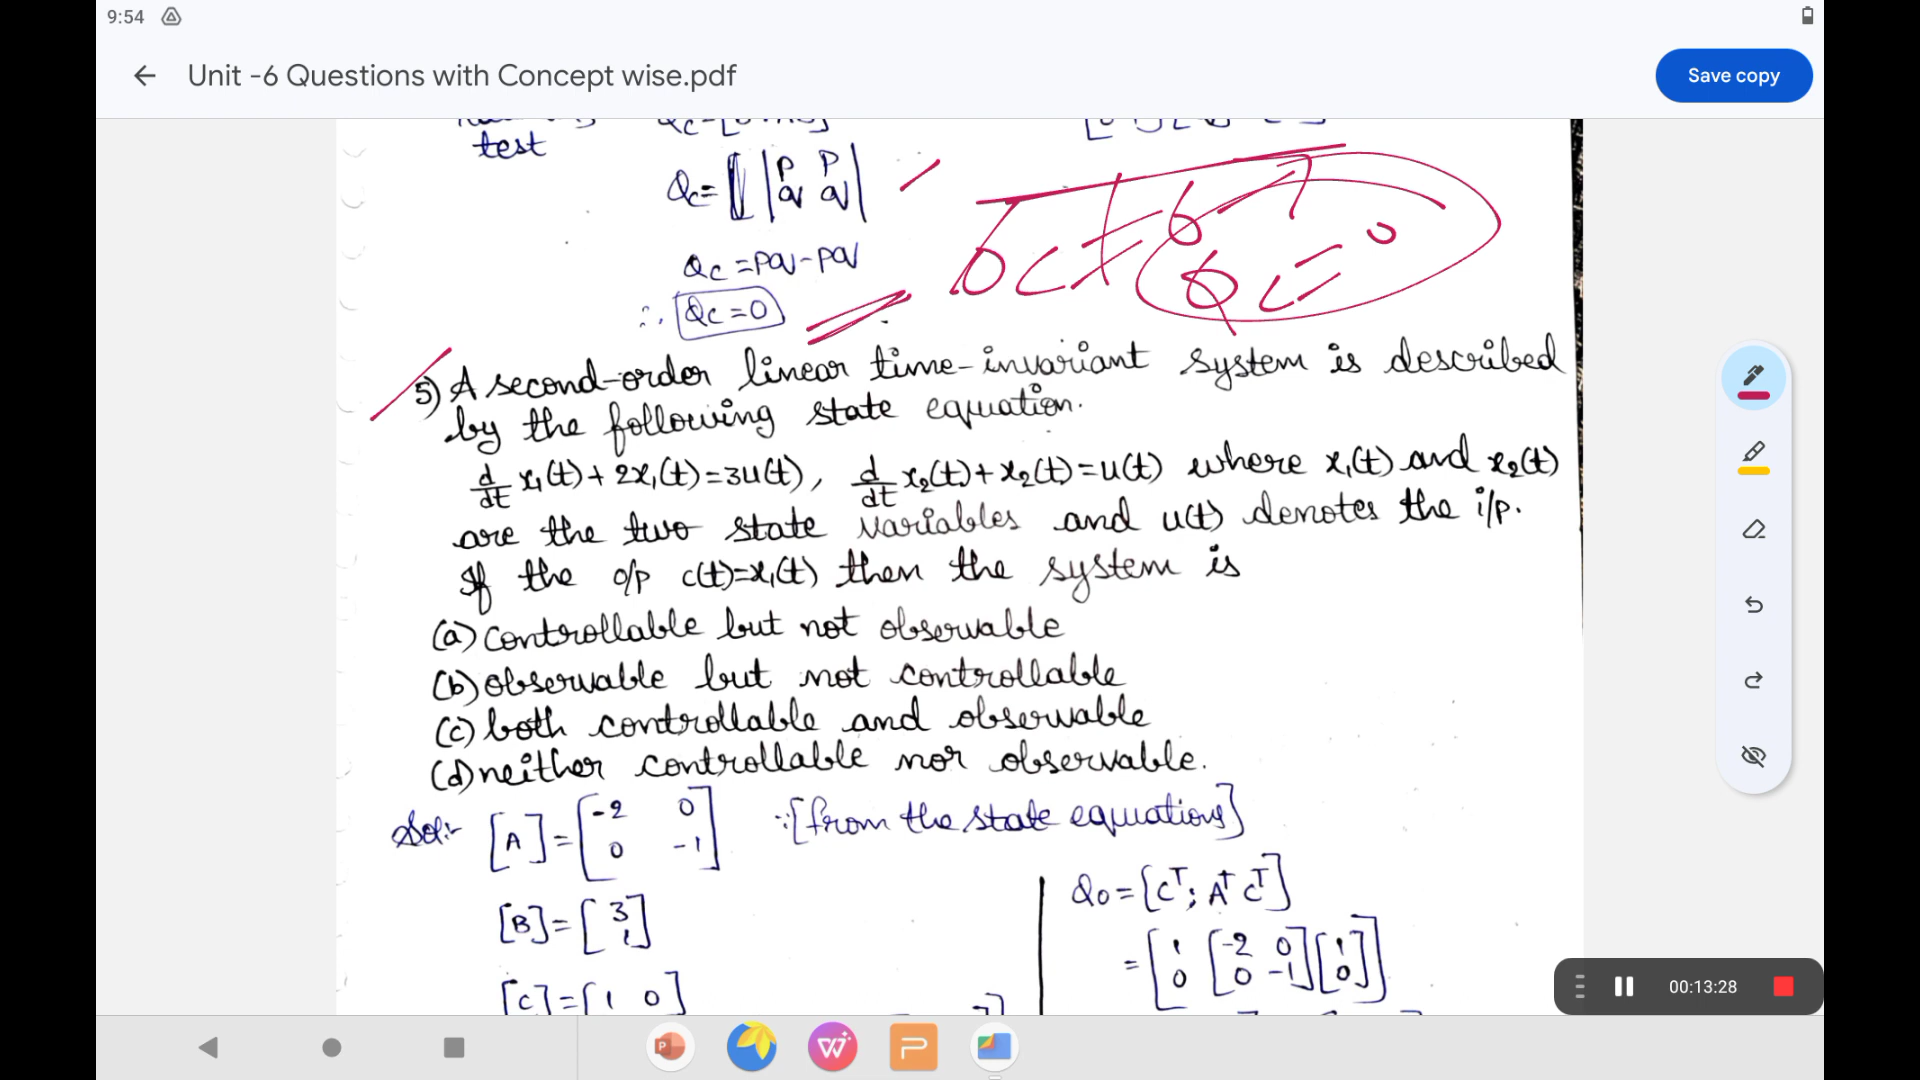 9:54
Unit -6 Questions with Concept wise.pdf
Save copy
test
Qc= | P P |
| q q |
Qc = pq - pq
∴ Qc = 0
Qc = 0
5) A second-order linear time-invariant system is described
by the following state equation.
d/dt x₁(t) + 2x₁(t) = 3u(t), d/dt x₂(t) + x₂(t) = u(t) where x₁(t) and x₂(t)
are the two state variables and u(t) denotes the i/p.
If the o/p c(t)=x₁(t) then the system is
(a) controllable but not observable
(b) observable but not controllable
(c) both controllable and observable
(d) neither controllable nor observable.
Sol:- [A] = [-2 0
0 -1] ∵ [from the state equations]
[B] = [3
1]
[C] = [1 0]
Q₀ = [Cᵀ; Aᵀ Cᵀ]
= [1 [-2 0] [1]
0 [0 -1] [0]]
00:13:28